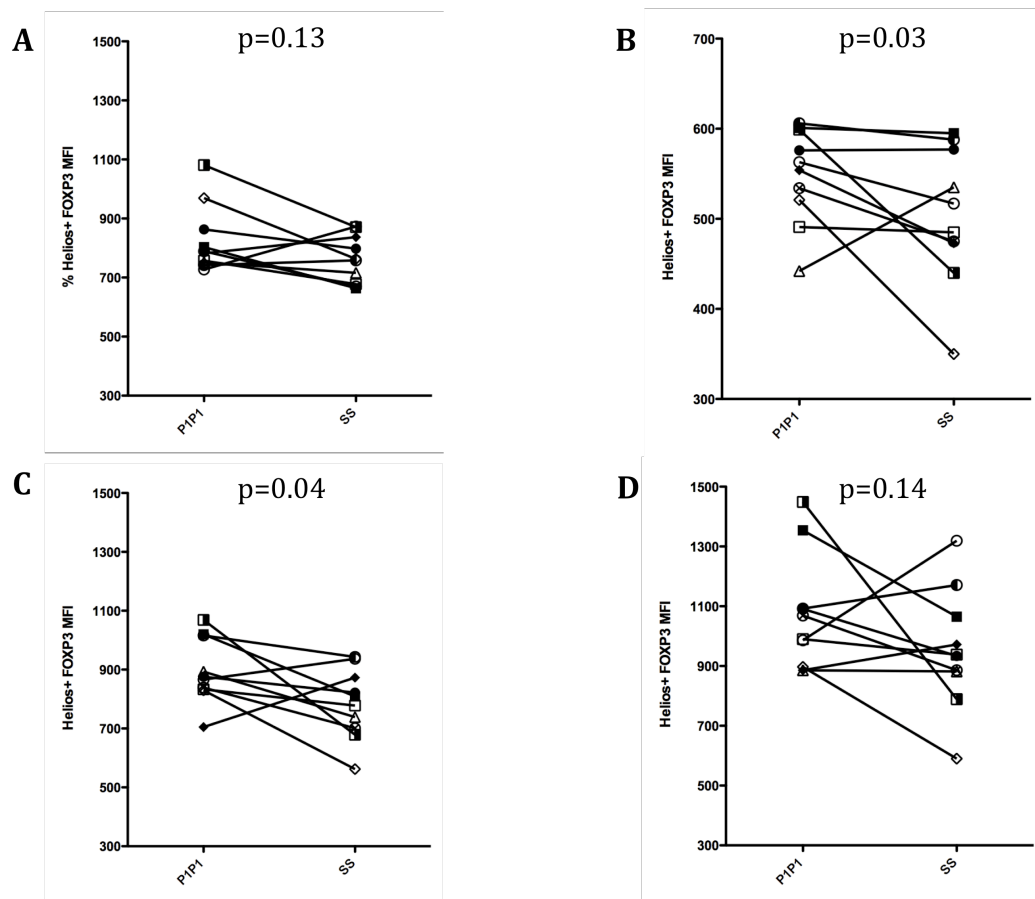 A
p=0.13
1500
1300
1100
900
700
500
300
% Helios+ FOXP3 MFI
P1P1
SS
B
p=0.03
700
600
500
400
300
Helios+ FOXP3 MFI
P1P1
SS
C
p=0.04
1500
1300
1100
900
700
500
300
Helios+ FOXP3 MFI
P1P1
SS
D
p=0.14
1500
1300
1100
900
700
500
300
Helios+ FOXP3 MFI
P1P1
SS